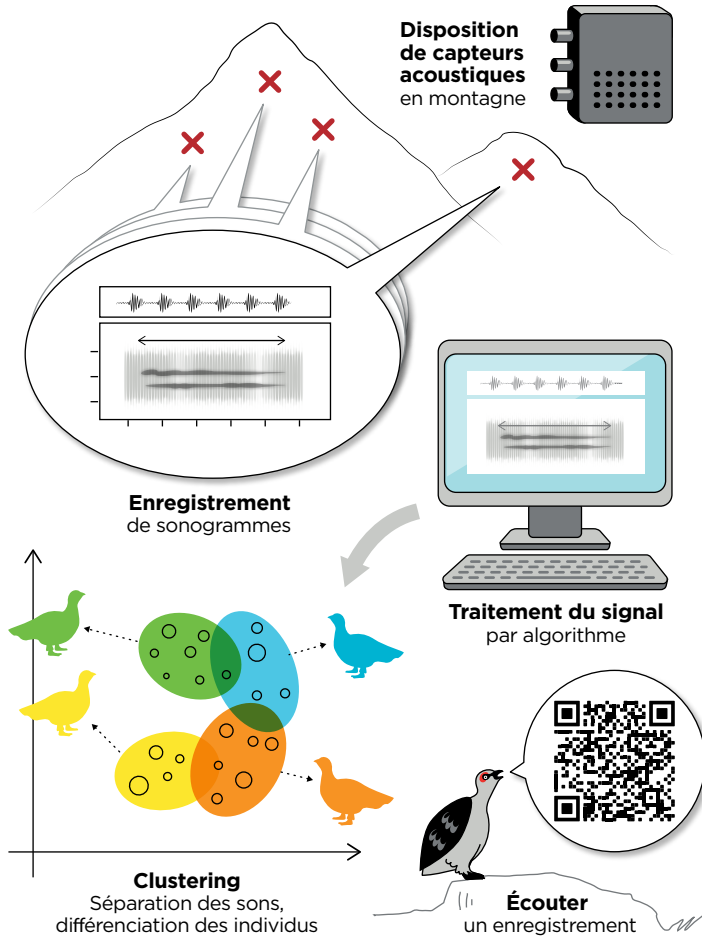 Disposition
de capteurs
acoustiques
en montagne
Enregistrement
de sonogrammes
Traitement du signal
par algorithme
Clustering
Séparation des sons,
différenciation des individus
Écouter
un enregistrement